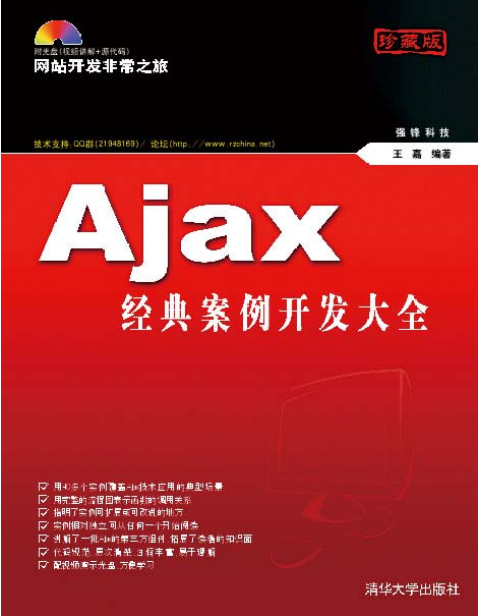 附光盘(视频讲解+源代码)
网站开发非常之旅
珍藏版
技术支持:QQ群(21948169)/ 论坛(http://www.rzchina.net)
强锋科技
王嘉 编著
Ajax
经典案例开发大全
用40多个实例覆盖Ajax技术应用的典型场景
用完整的流程图表示函数的调用关系
指明了实例可扩展或可改进的地方
实例相对独立可从任何一个开始阅读
讲解了一批Ajax的第三方组件,拓展了读者的知识面
代码规范,层次清楚,注释丰富,易于理解
配视频演示光盘,方便学习
清华大学出版社